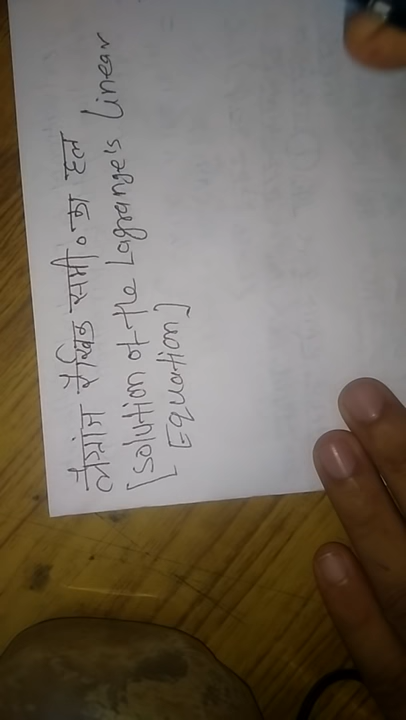 लैग्रांज रैखिक समी० का हल
[Solution of the Lagrange's Linear
Equation]